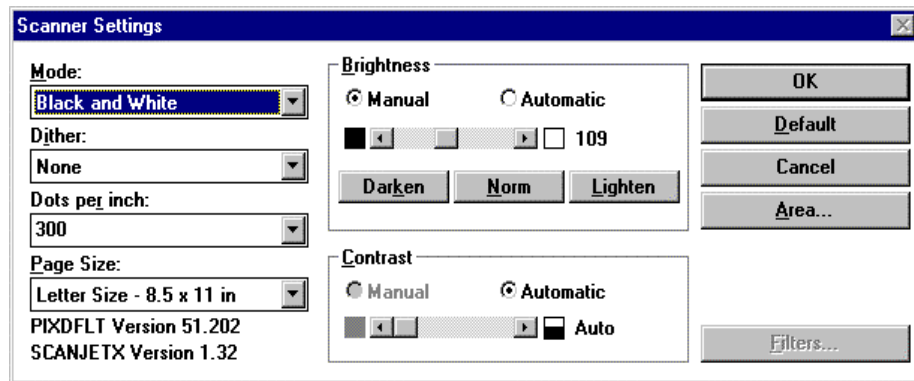 Scanner Settings
Mode:
Black and White
Dither:
None
Dots per inch:
300
Page Size:
Letter Size - 8.5 x 11 in
PIXDFLT Version 51.202
SCANJETX Version 1.32
Brightness
Manual Automatic
109
Darken Norm Lighten
Contrast
Manual Automatic
Auto
OK
Default
Cancel
Area...
Filters...